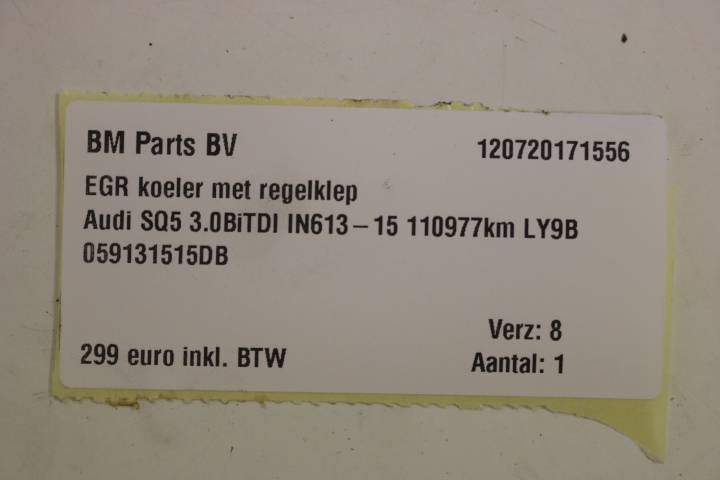 BM Parts BV 120720171556
EGR koeler met regelklep
Audi SQ5 3.0BiTDI IN613-15 110977km LY9B
059131515DB
Verz: 8
299 euro inkl. BTW Aantal: 1